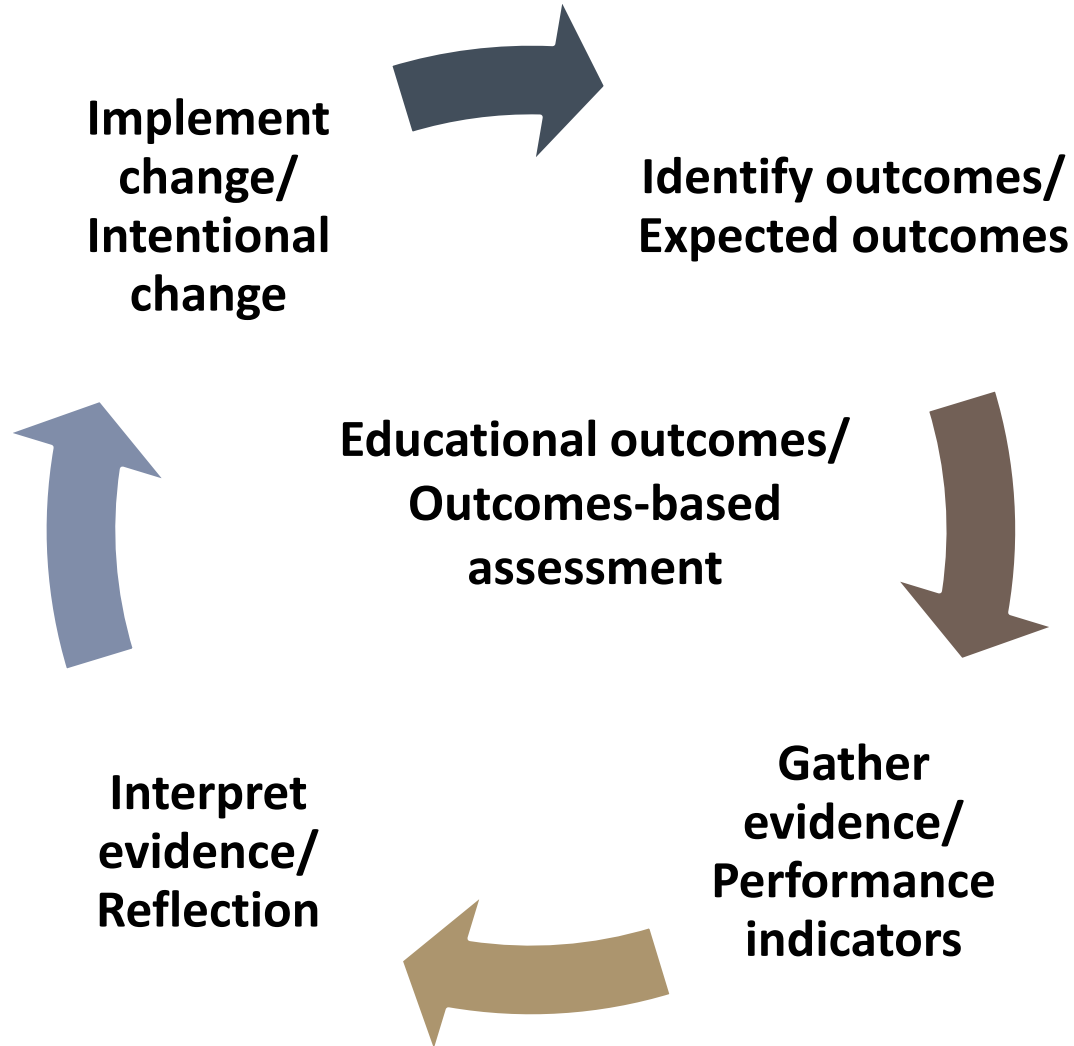 Implement
change/
Intentional
change
Identify outcomes/
Expected outcomes
Educational outcomes/
Outcomes-based
assessment
Gather
evidence/
Performance
indicators
Interpret
evidence/
Reflection